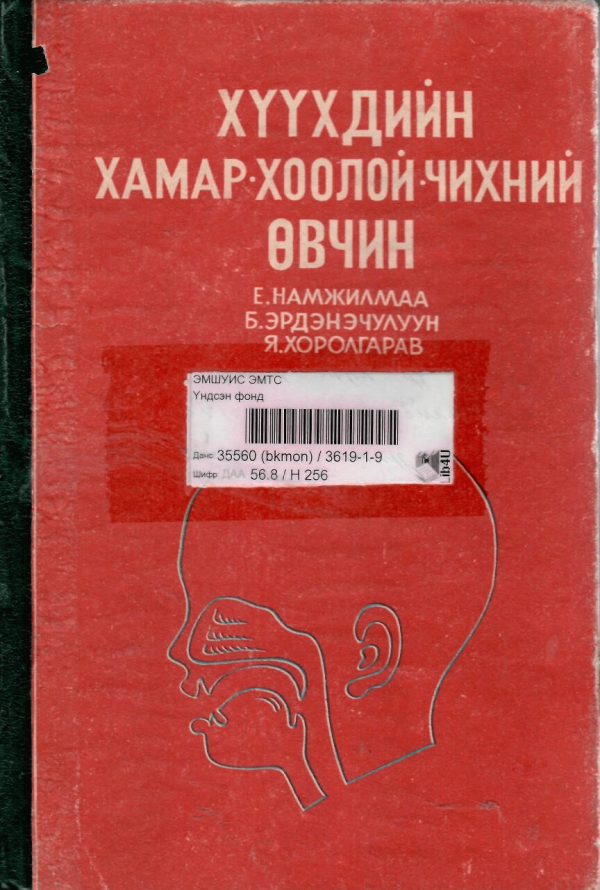 ХҮҮХДИЙН
ХАМАР·ХООЛОЙ·ЧИХНИЙ
ӨВЧИН
Е.НАМЖИЛМАА
Б.ЭРДЭНЭЧУЛУУН
Я.ХОРОЛГАРАВ
ЭМШУИС ЭМТС
Үндсэн фонд
Данс 35560 (bkmon) / 3619-1-9
Шифр ДАА 56.8 / Н 256
Lib4U